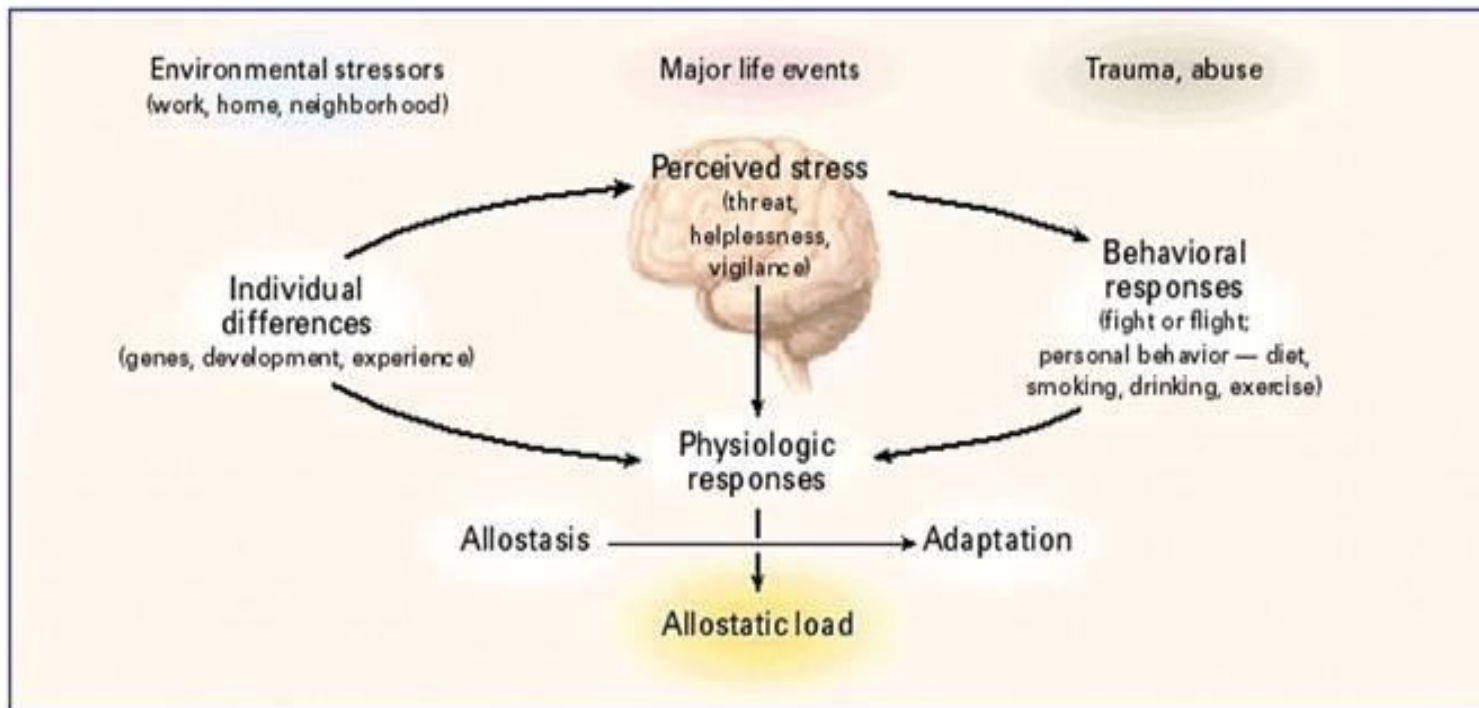 Environmental stressors
(work, home, neighborhood)
Major life events
Trauma, abuse
Perceived stress
(threat,
helplessness,
vigilance)
Individual
differences
(genes, development, experience)
Behavioral
responses
(fight or flight;
personal behavior — diet,
smoking, drinking, exercise)
Physiologic
responses
Allostasis
Adaptation
Allostatic load